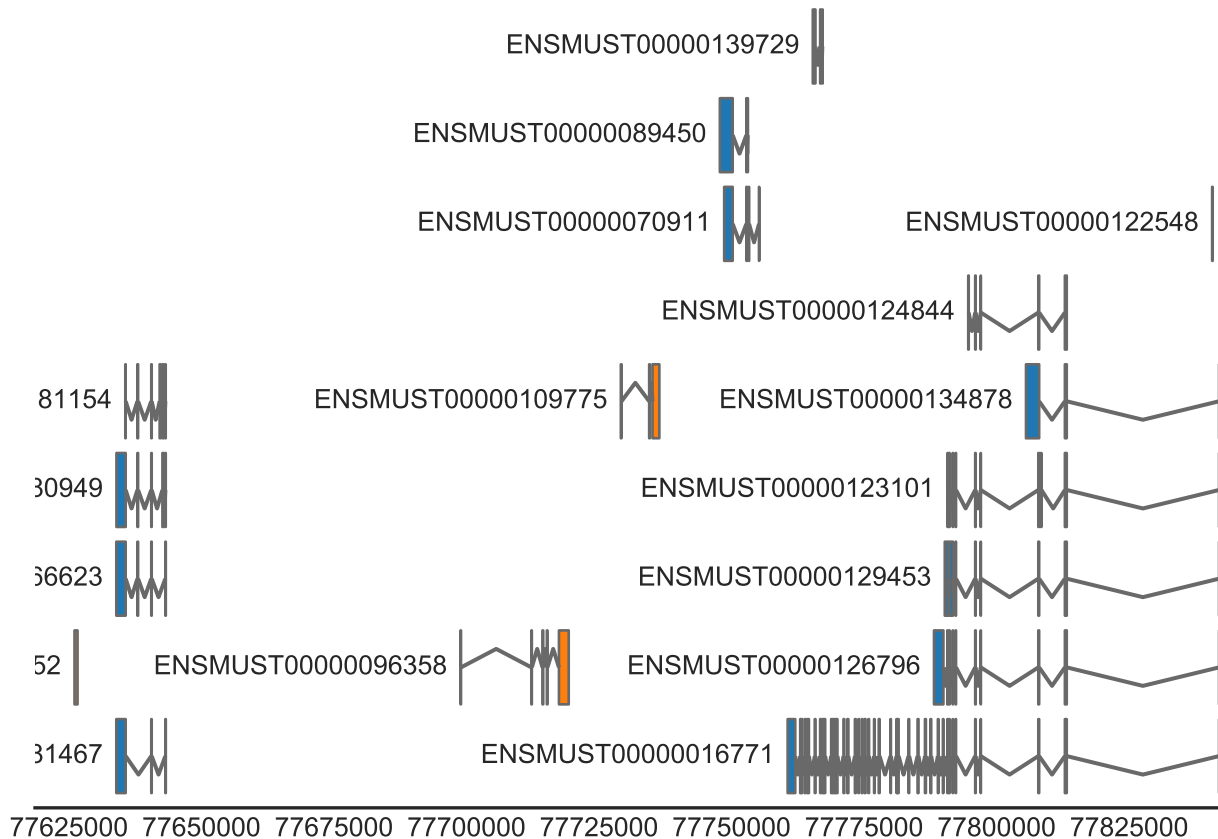 ENSMUST00000139729
ENSMUST00000089450
ENSMUST00000070911 ENSMUST00000122548
ENSMUST00000124844
81154 ENSMUST00000109775 ENSMUST00000134878
30949 ENSMUST00000123101
66623 ENSMUST00000129453
52 ENSMUST00000096358 ENSMUST00000126796
31467 ENSMUST00000016771
77625000 77650000 77675000 77700000 77725000 77750000 77775000 77800000 77825000